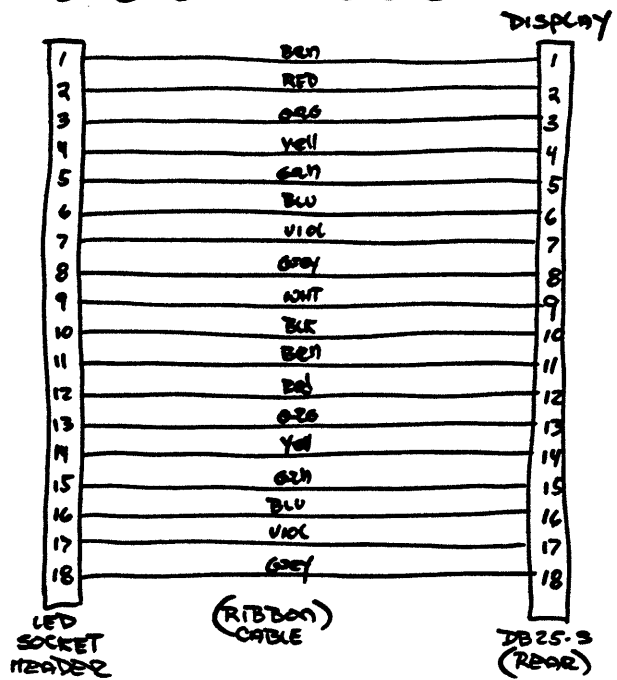 DISPLAY
1 BRN 1
2 RED 2
3 ORG 3
4 Yell 4
5 GRN 5
6 BLU 6
7 VIOL 7
8 GREY 8
9 WHT 9
10 BLK 10
11 BRN 11
12 RED 12
13 ORG 13
14 Yel 14
15 GRN 15
16 BLU 16
17 VIOL 17
18 GREY 18
LED SOCKET HEADER
(RIBBON CABLE)
DB25-S (REAR)